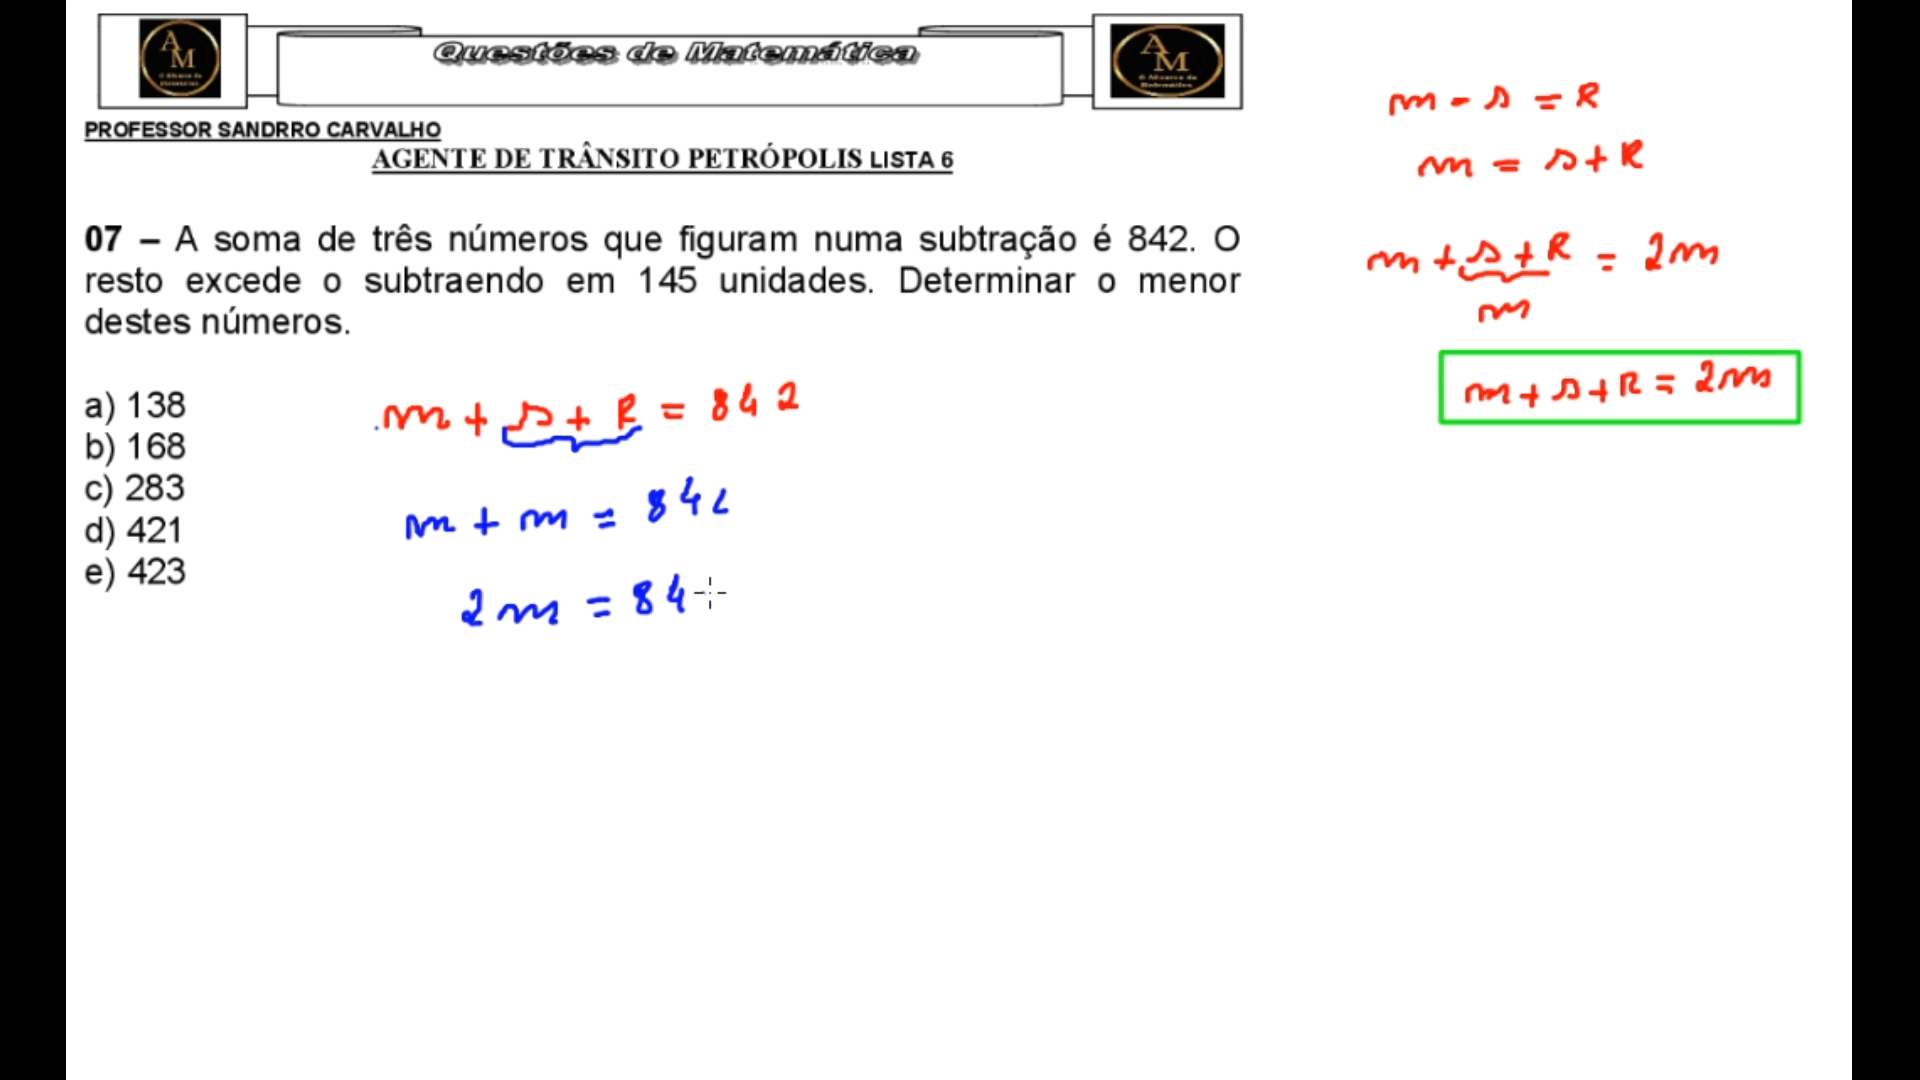 Questões de Matemática
A
M
A
M
PROFESSOR SANDRRO CARVALHO
AGENTE DE TRÂNSITO PETRÓPOLIS LISTA 6
07 – A soma de três números que figuram numa subtração é 842. O
resto excede o subtraendo em 145 unidades. Determinar o menor
destes números.
a) 138
b) 168
c) 283
d) 421
e) 423
m + s + R = 842
m + m = 842
2m = 84
m - s = R
m = s + R
m + s + R = 2m
m
m + s + R = 2m